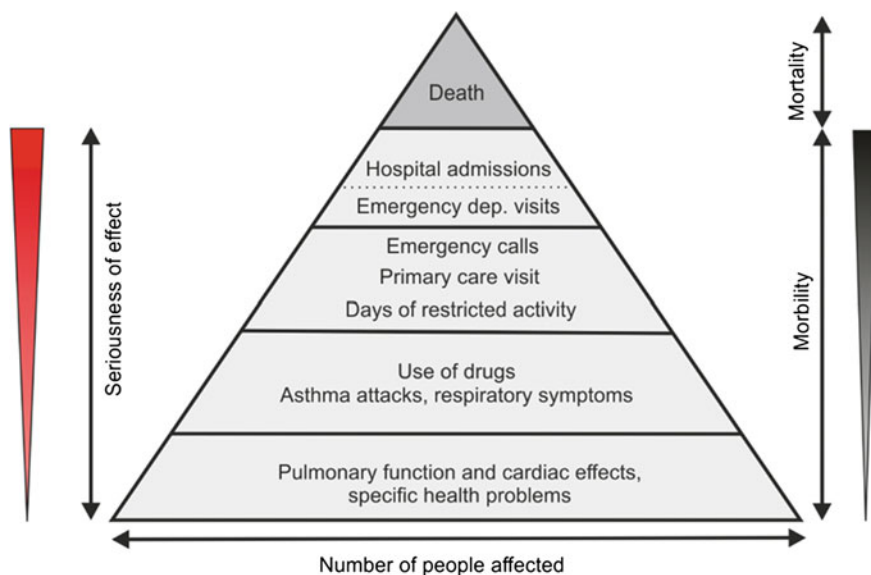 Death
Hospital admissions
Emergency dep. visits
Emergency calls
Primary care visit
Days of restricted activity
Use of drugs
Asthma attacks, respiratory symptoms
Pulmonary function and cardiac effects,
specific health problems
Number of people affected
Seriousness of effect
Mortality
Morbility